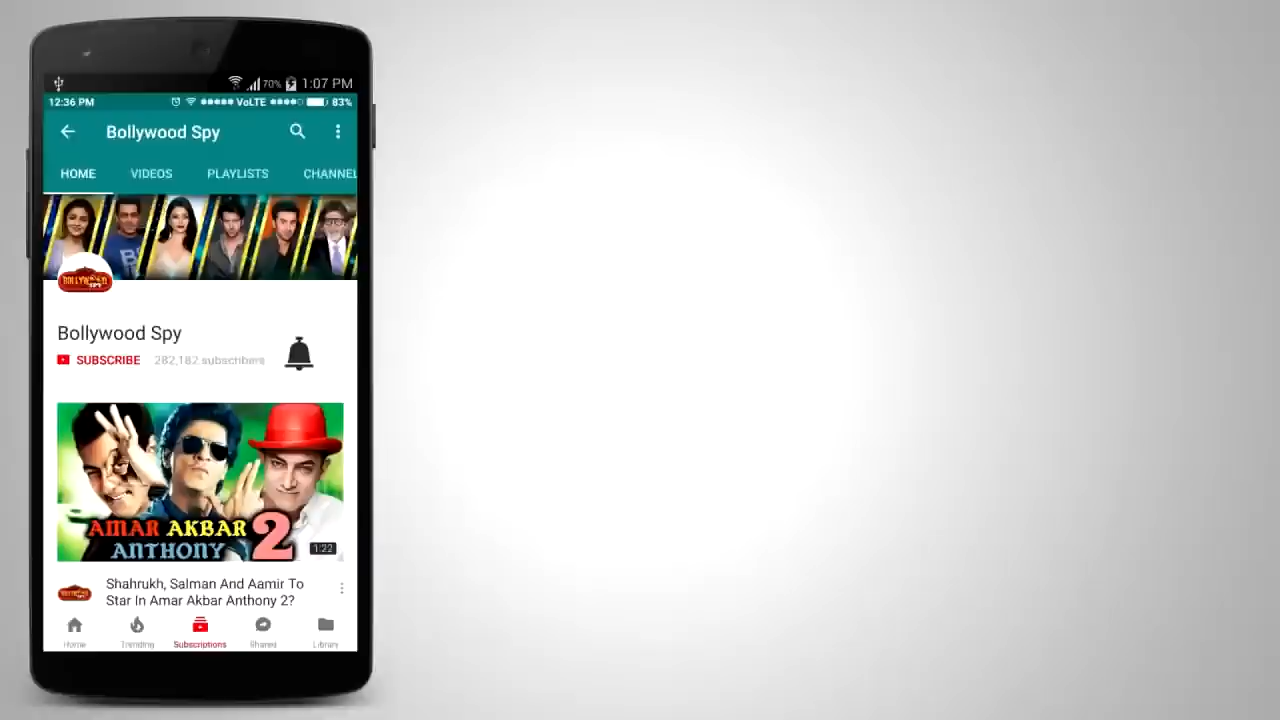 70% 1:07 PM
12:36 PM VoLTE 83%
Bollywood Spy
HOME VIDEOS PLAYLISTS CHANNEL
BOLLYWOOD
SPY
Bollywood Spy
SUBSCRIBE 282,182 subscribers
AMAR AKBAR
ANTHONY 2
1:22
Shahrukh, Salman And Aamir To
Star In Amar Akbar Anthony 2?
Home Trending Subscriptions Shared Library